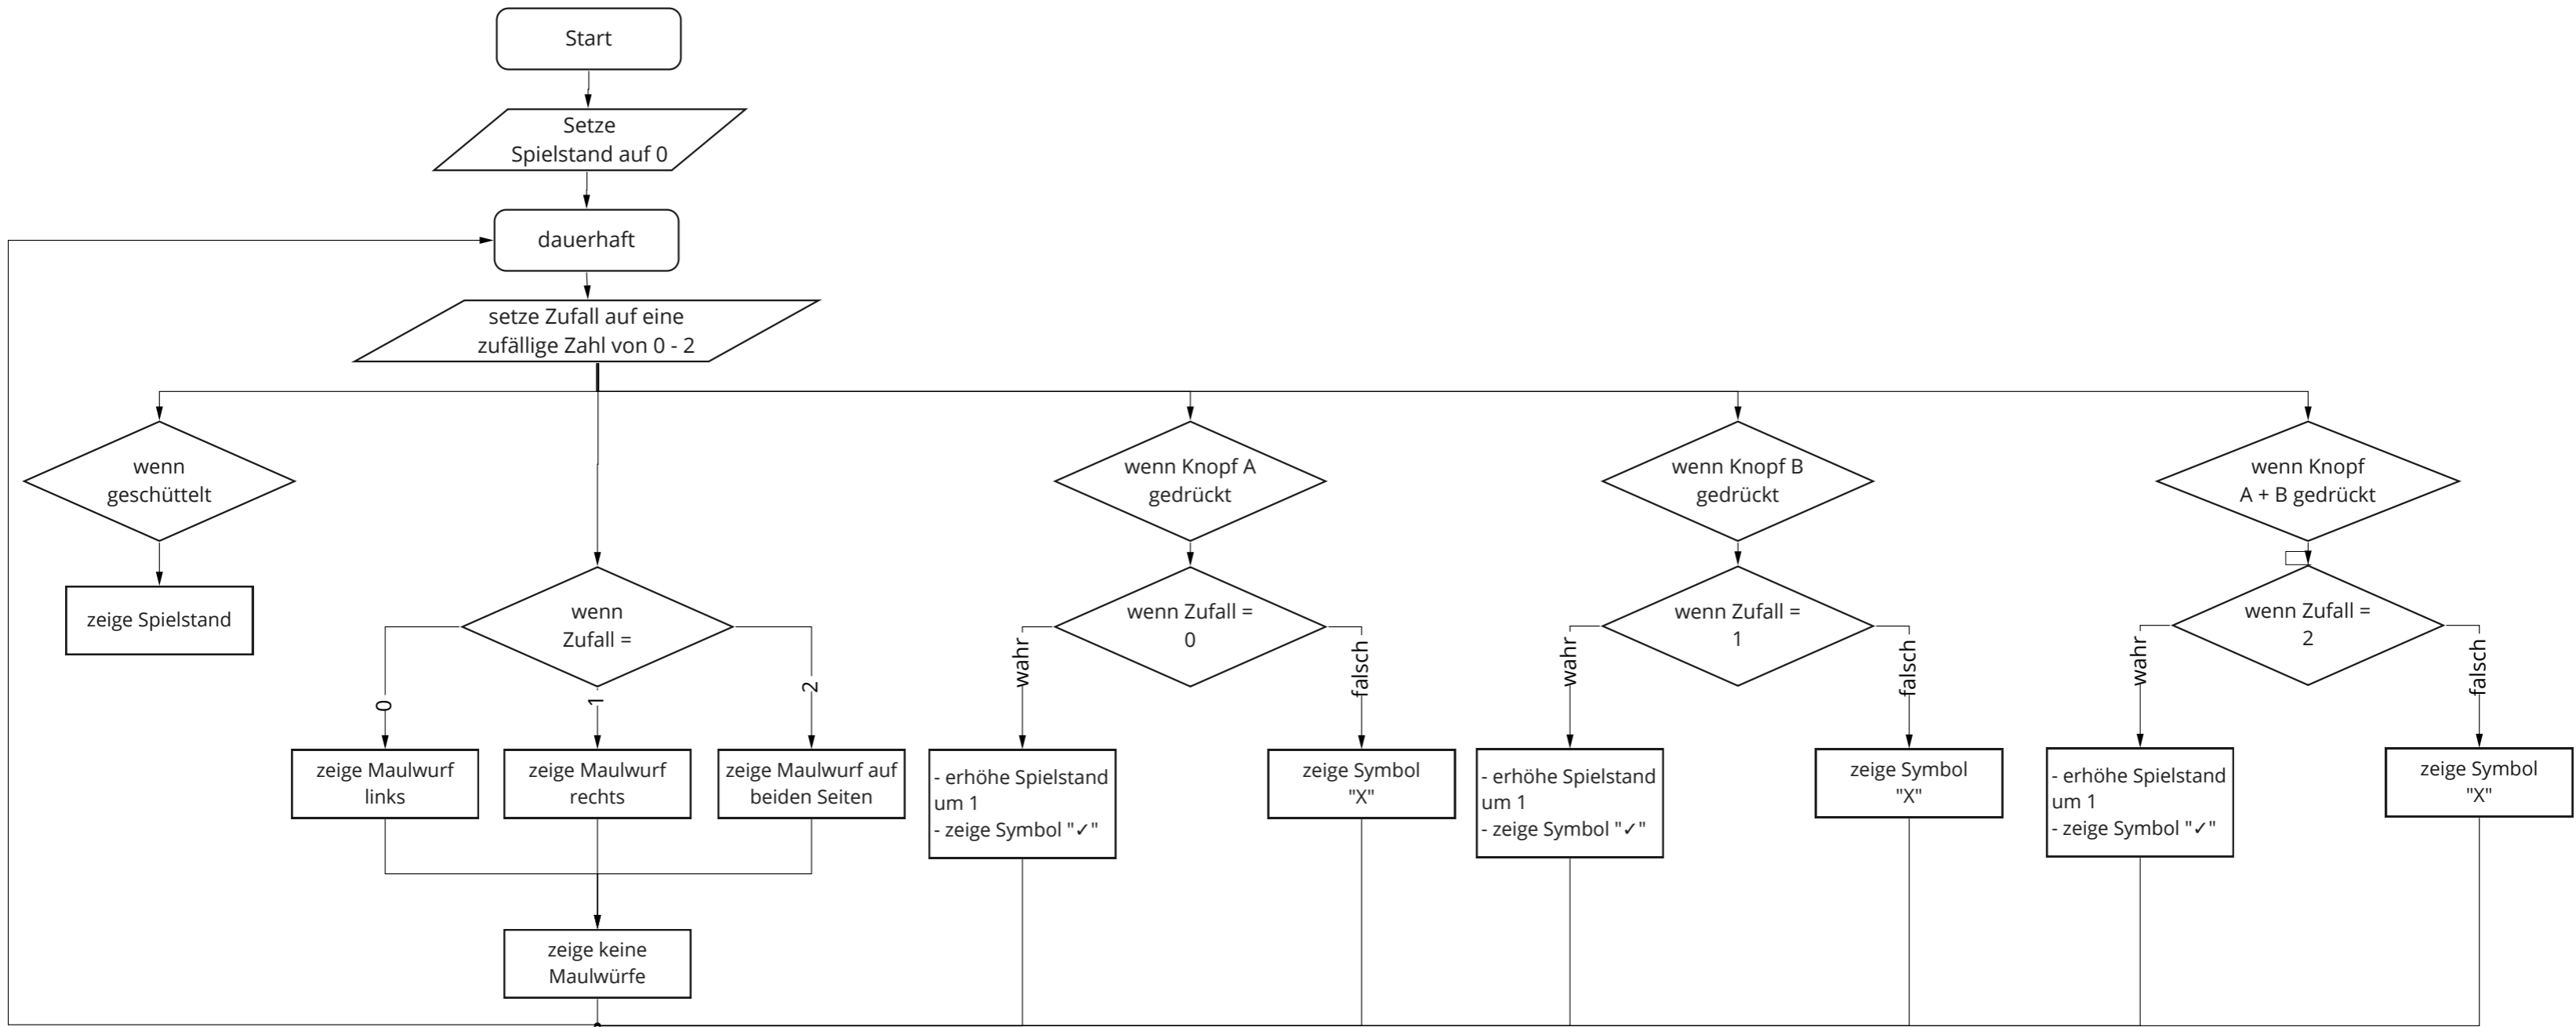 Start
Setze
Spielstand auf 0
dauerhaft
setze Zufall auf eine
zufällige Zahl von 0 - 2
wenn
geschüttelt
wenn Knopf A
gedrückt
wenn Knopf B
gedrückt
wenn Knopf
A + B gedrückt
zeige Spielstand
wenn
Zufall =
wenn Zufall =
0
wenn Zufall =
1
wenn Zufall =
2
0
1
2
wahr
falsch
wahr
falsch
wahr
falsch
zeige Maulwurf
links
zeige Maulwurf
rechts
zeige Maulwurf auf
beiden Seiten
- erhöhe Spielstand
um 1
- zeige Symbol "✓"
zeige Symbol
"X"
- erhöhe Spielstand
um 1
- zeige Symbol "✓"
zeige Symbol
"X"
- erhöhe Spielstand
um 1
- zeige Symbol "✓"
zeige Symbol
"X"
zeige keine
Maulwürfe